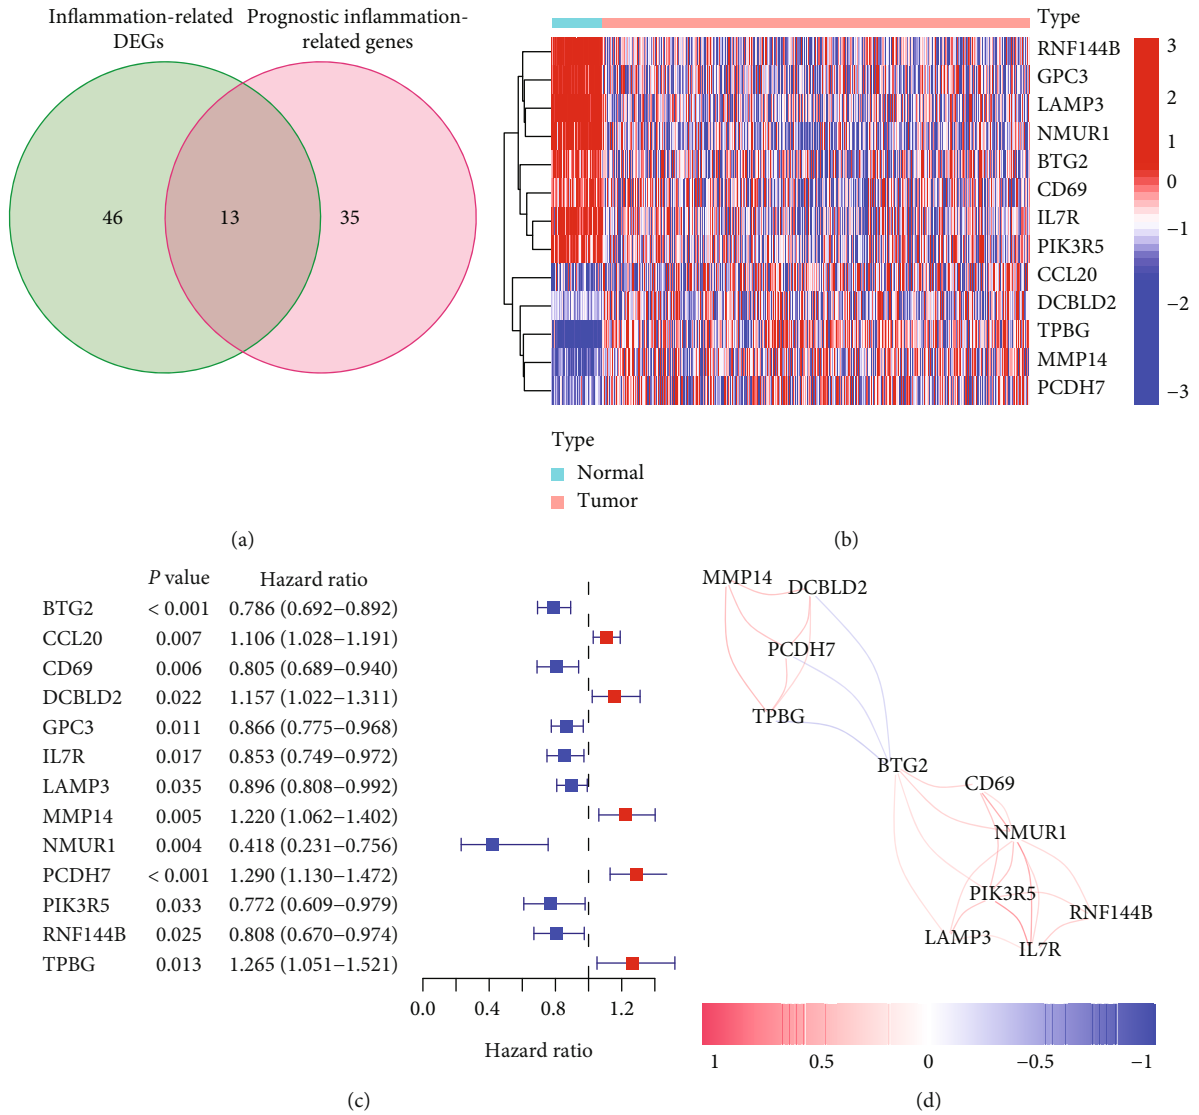 Inflammation-related
DEGs
Prognostic inflammation-
related genes
46
13
35
(a)
Type
RNF144B
GPC3
LAMP3
NMUR1
BTG2
CD69
IL7R
PIK3R5
CCL20
DCBLD2
TPBG
MMP14
PCDH7
3
2
1
0
−1
−2
−3
Type
Normal
Tumor
(b)
P value Hazard ratio
BTG2 < 0.001 0.786 (0.692−0.892)
CCL20 0.007 1.106 (1.028−1.191)
CD69 0.006 0.805 (0.689−0.940)
DCBLD2 0.022 1.157 (1.022−1.311)
GPC3 0.011 0.866 (0.775−0.968)
IL7R 0.017 0.853 (0.749−0.972)
LAMP3 0.035 0.896 (0.808−0.992)
MMP14 0.005 1.220 (1.062−1.402)
NMUR1 0.004 0.418 (0.231−0.756)
PCDH7 < 0.001 1.290 (1.130−1.472)
PIK3R5 0.033 0.772 (0.609−0.979)
RNF144B 0.025 0.808 (0.670−0.974)
TPBG 0.013 1.265 (1.051−1.521)
0.0 0.4 0.8 1.2
Hazard ratio
(c)
MMP14
DCBLD2
PCDH7
TPBG
BTG2
CD69
NMUR1
PIK3R5
RNF144B
LAMP3
IL7R
1 0.5 0 −0.5 −1
(d)